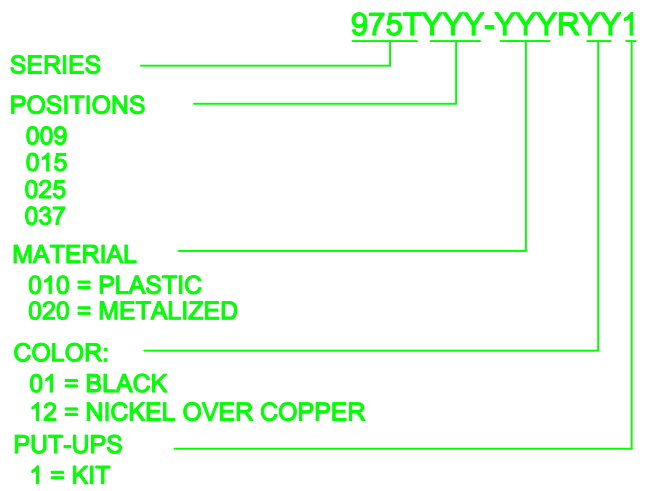 975TYYY-YYYRYY1
SERIES
POSITIONS
009
015
025
037
MATERIAL
010 = PLASTIC
020 = METALIZED
COLOR:
01 = BLACK
12 = NICKEL OVER COPPER
PUT-UPS
1 = KIT